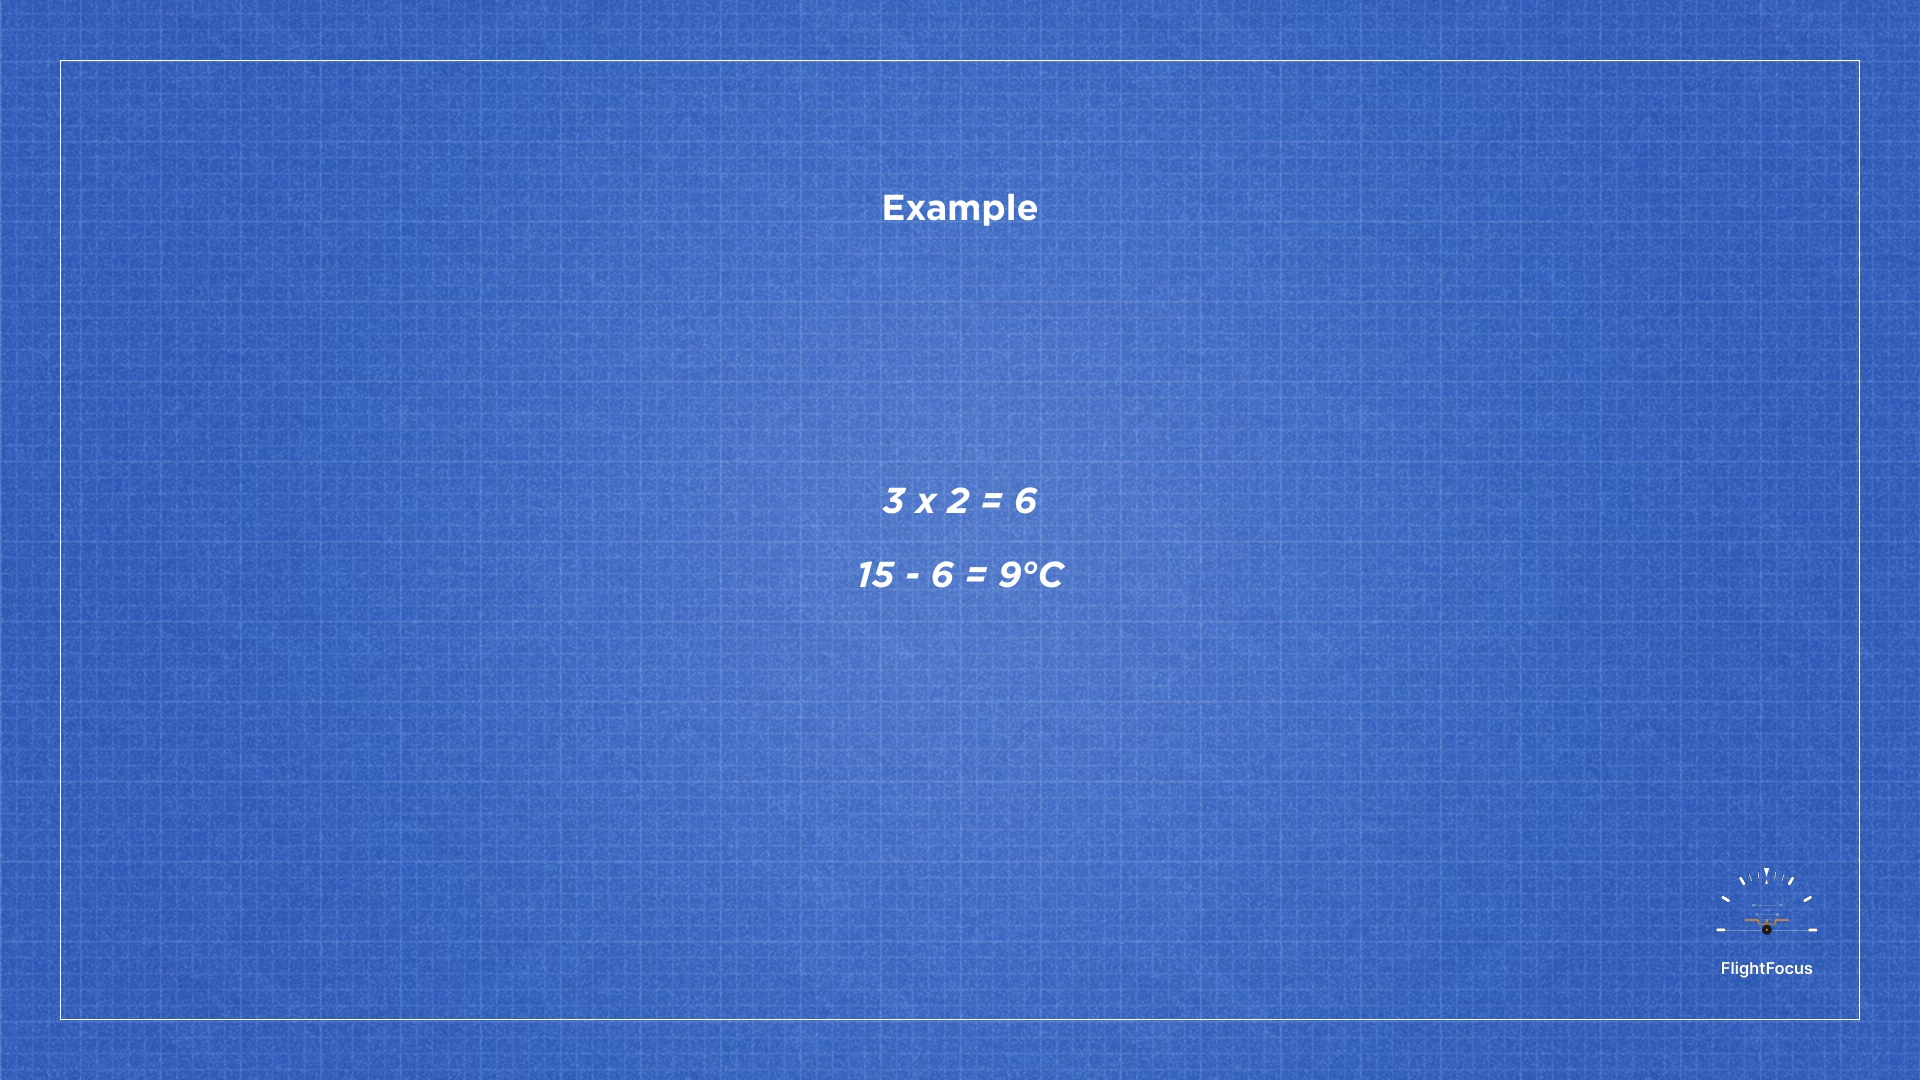 Example
3 x 2 = 6
15 - 6 = 9°C
FlightFocus